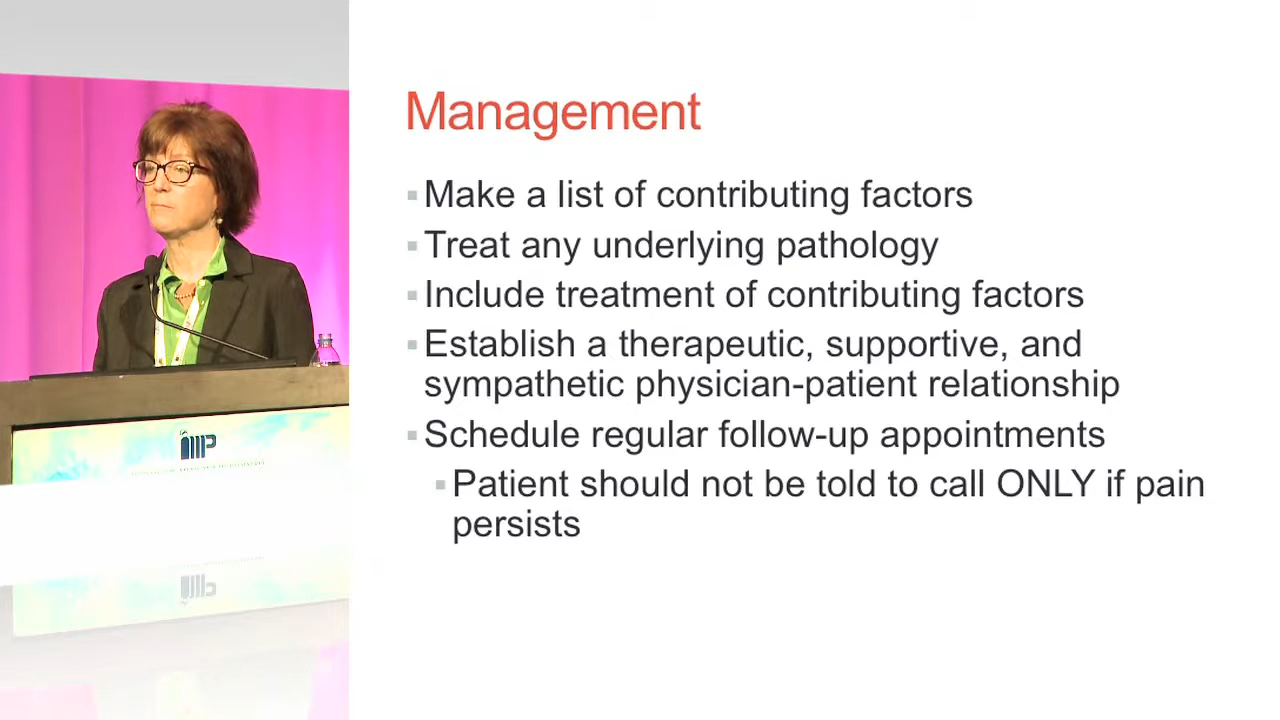 Management
Make a list of contributing factors
Treat any underlying pathology
Include treatment of contributing factors
Establish a therapeutic, supportive, and
sympathetic physician-patient relationship
Schedule regular follow-up appointments
Patient should not be told to call ONLY if pain
persists